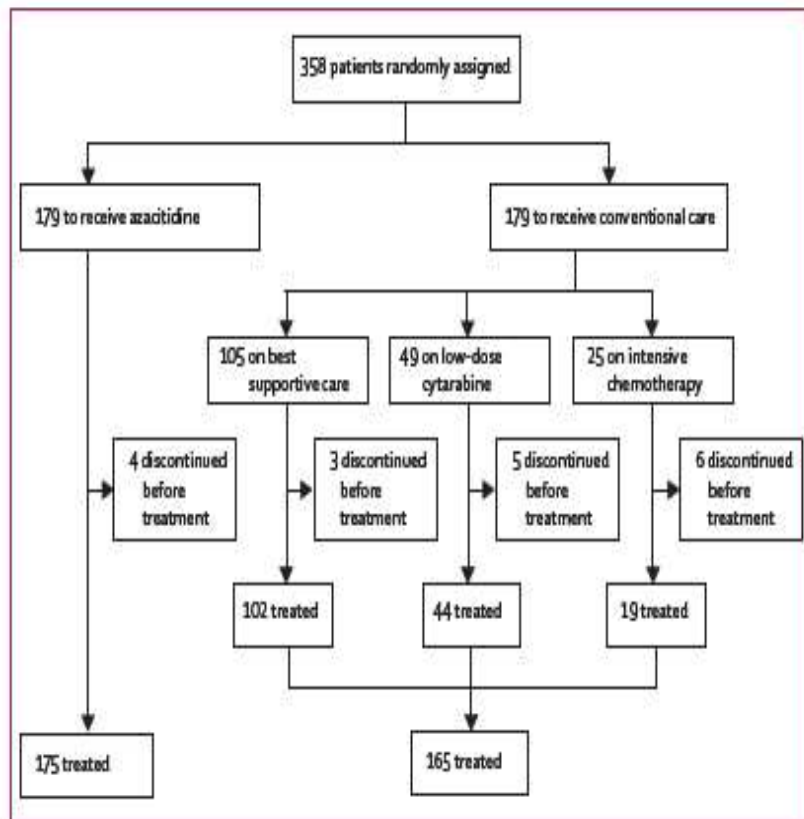 358 patients randomly assigned
179 to receive azacitidine
179 to receive conventional care
105 on best
supportive care
49 on low-dose
cytarabine
25 on intensive
chemotherapy
4 discontinued
before
treatment
3 discontinued
before
treatment
5 discontinued
before
treatment
6 discontinued
before
treatment
102 treated
44 treated
19 treated
175 treated
165 treated